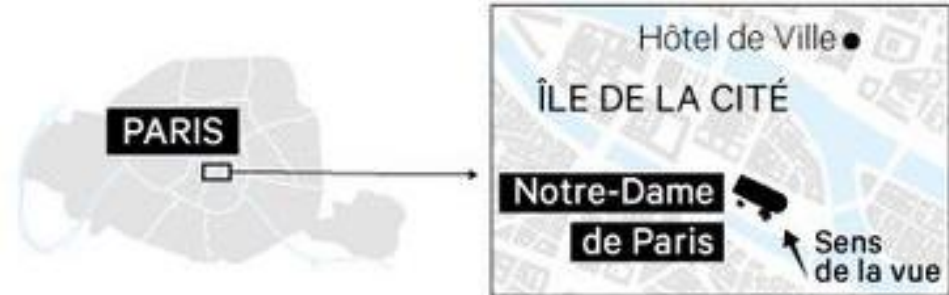 PARIS
Hôtel de Ville
ÎLE DE LA CITÉ
Notre-Dame
de Paris
Sens
de la vue